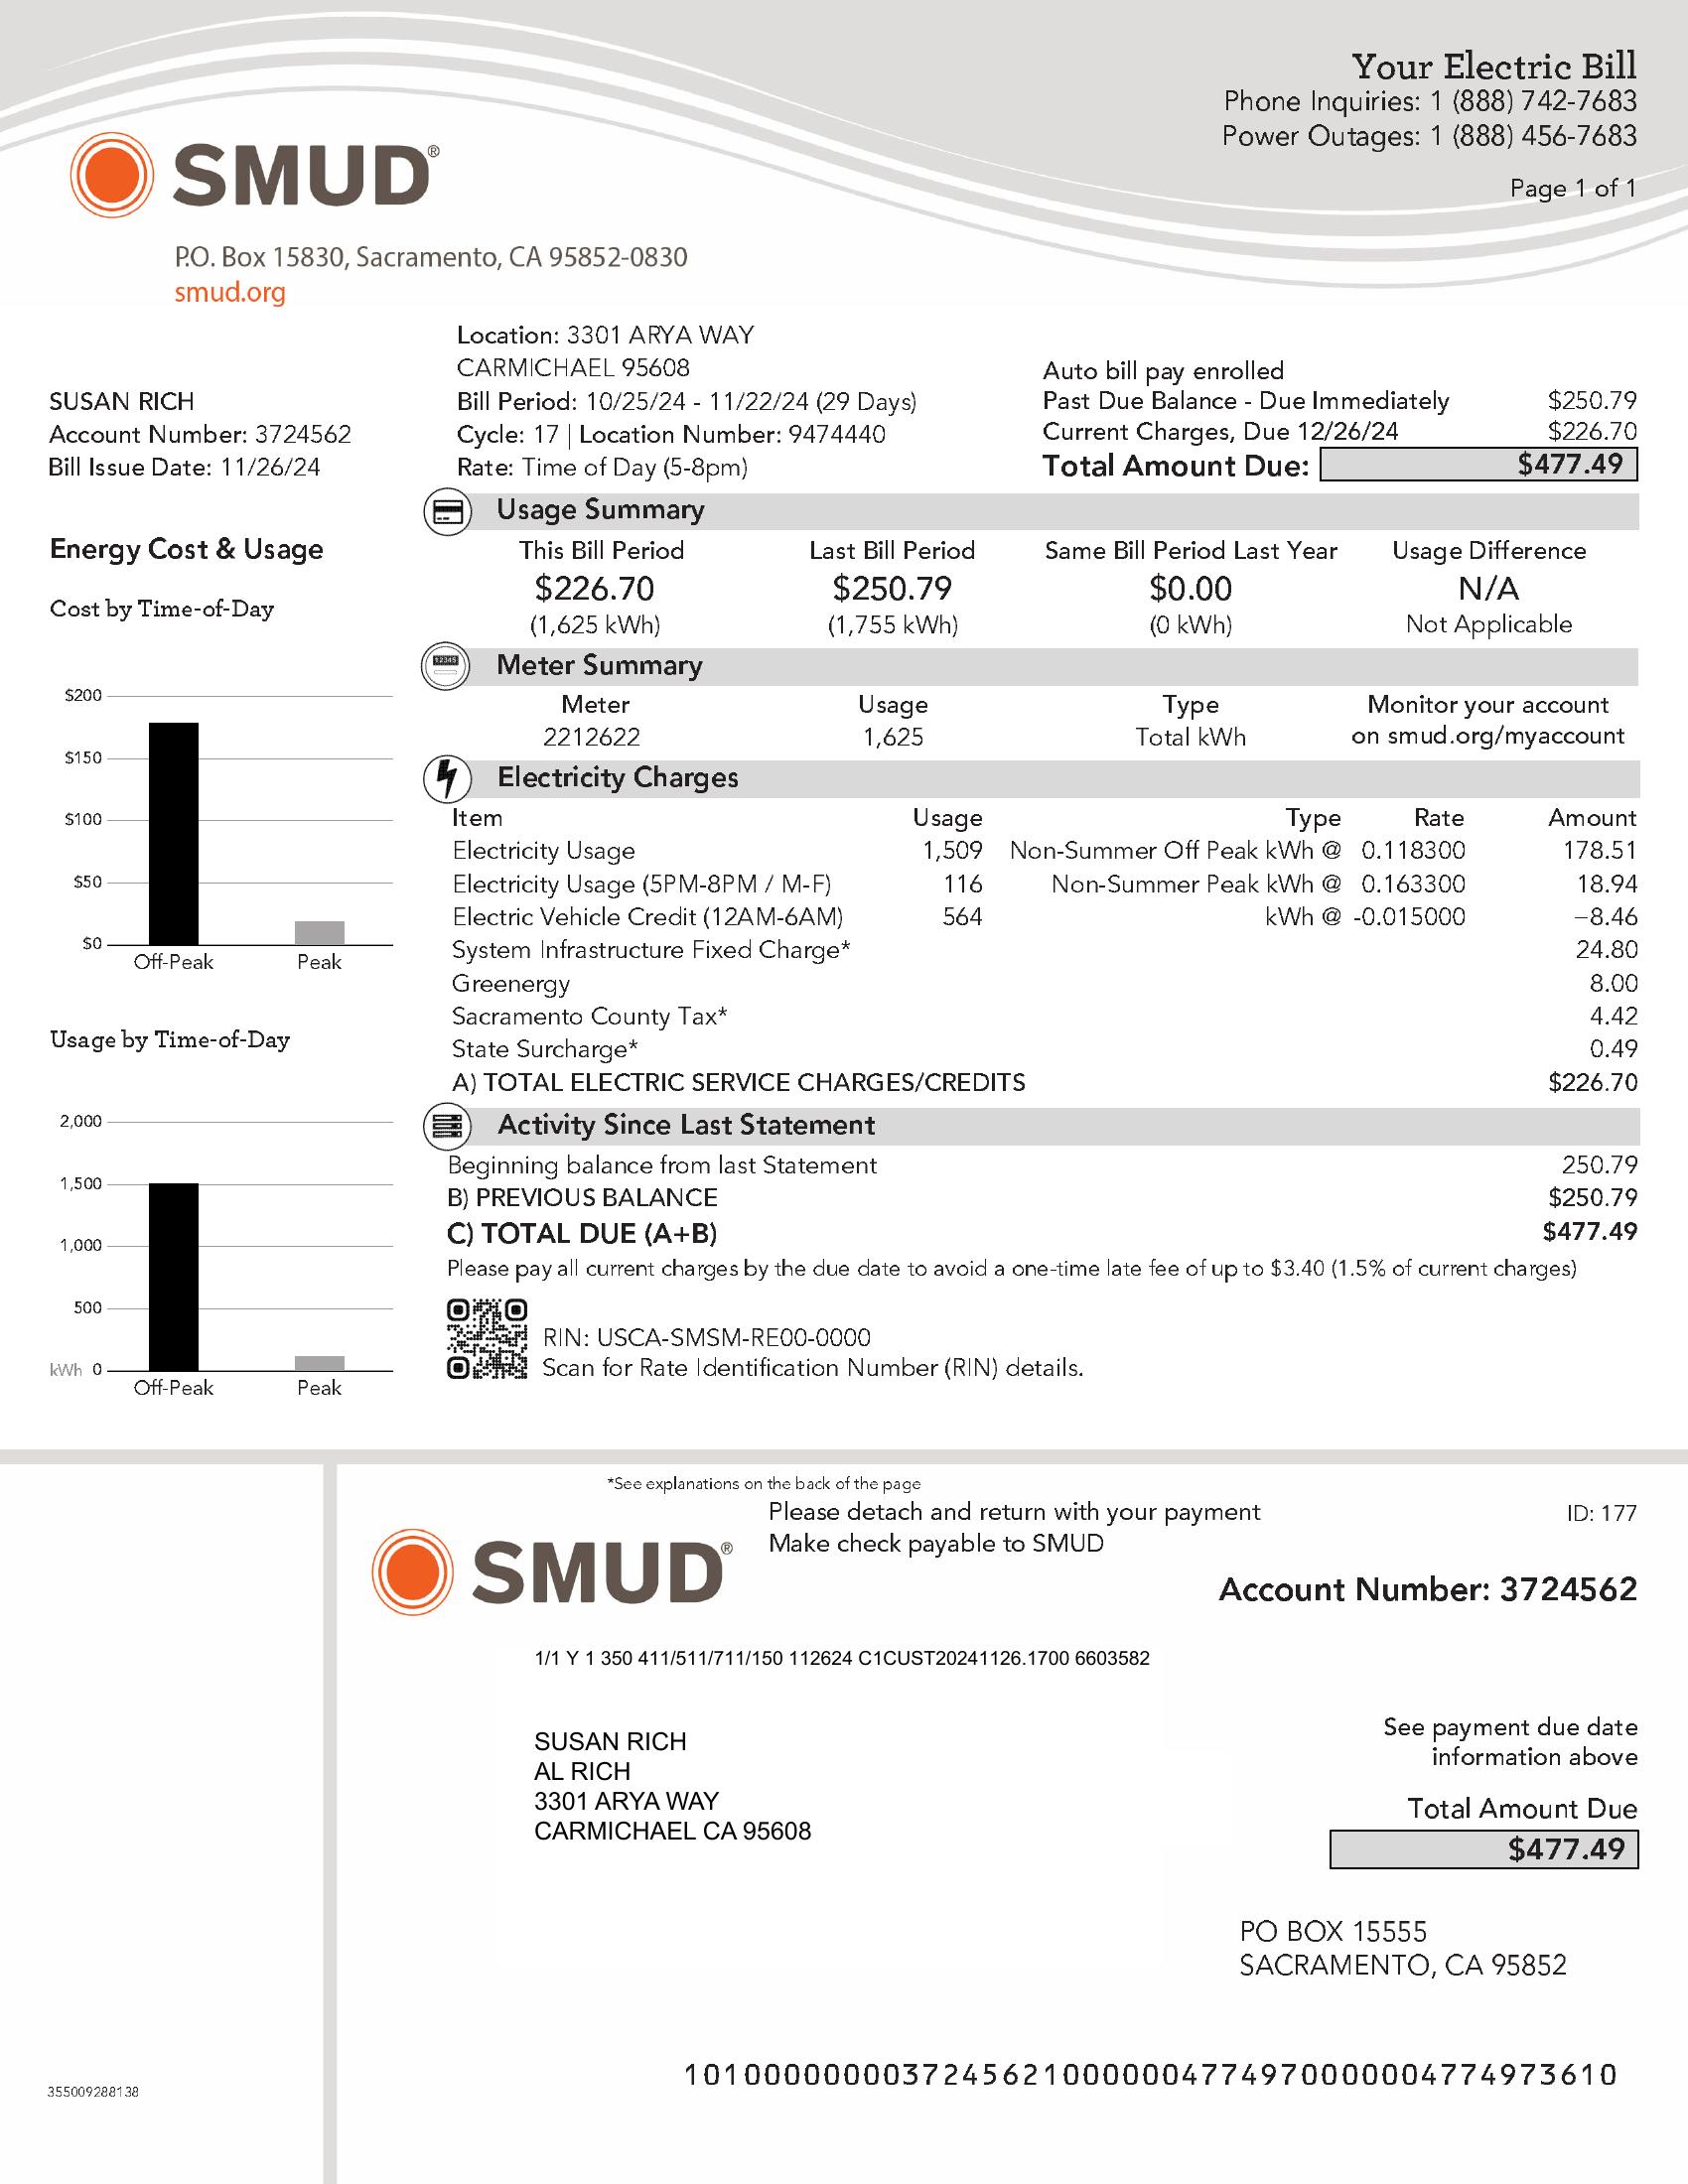 Your Electric Bill
Phone Inquiries: 1 (888) 742-7683
Power Outages: 1 (888) 456-7683
Page 1 of 1
SMUD®
P.O. Box 15830, Sacramento, CA 95852-0830
smud.org
SUSAN RICH
Account Number: 3724562
Bill Issue Date: 11/26/24
Location: 3301 ARYA WAY
CARMICHAEL 95608
Bill Period: 10/25/24 - 11/22/24 (29 Days)
Cycle: 17 | Location Number: 9474440
Rate: Time of Day (5-8pm)
Auto bill pay enrolled
Past Due Balance - Due Immediately $250.79
Current Charges, Due 12/26/24 $226.70
Total Amount Due: $477.49
Energy Cost & Usage
Cost by Time-of-Day
$200
$150
$100
$50
$0
Off-Peak Peak
Usage by Time-of-Day
2,000
1,500
1,000
500
kWh 0
Off-Peak Peak
Usage Summary
This Bill Period Last Bill Period Same Bill Period Last Year Usage Difference
$226.70 $250.79 $0.00 N/A
(1,625 kWh) (1,755 kWh) (0 kWh) Not Applicable
12345
Meter Summary
Meter Usage Type Monitor your account
2212622 1,625 Total kWh on smud.org/myaccount
Electricity Charges
Item Usage Type Rate Amount
Electricity Usage 1,509 Non-Summer Off Peak kWh @ 0.118300 178.51
Electricity Usage (5PM-8PM / M-F) 116 Non-Summer Peak kWh @ 0.163300 18.94
Electric Vehicle Credit (12AM-6AM) 564 kWh @ -0.015000 −8.46
System Infrastructure Fixed Charge* 24.80
Greenergy 8.00
Sacramento County Tax* 4.42
State Surcharge* 0.49
A) TOTAL ELECTRIC SERVICE CHARGES/CREDITS $226.70
Activity Since Last Statement
Beginning balance from last Statement 250.79
B) PREVIOUS BALANCE $250.79
C) TOTAL DUE (A+B) $477.49
Please pay all current charges by the due date to avoid a one-time late fee of up to $3.40 (1.5% of current charges)
RIN: USCA-SMSM-RE00-0000
Scan for Rate Identification Number (RIN) details.
*See explanations on the back of the page
Please detach and return with your payment
Make check payable to SMUD
ID: 177
SMUD®
Account Number: 3724562
1/1 Y 1 350 411/511/711/150 112624 C1CUST20241126.1700 6603582
SUSAN RICH
AL RICH
3301 ARYA WAY
CARMICHAEL CA 95608
See payment due date
information above
Total Amount Due
$477.49
PO BOX 15555
SACRAMENTO, CA 95852
1010000000003724562100000047749700000047​74973610
355009288138